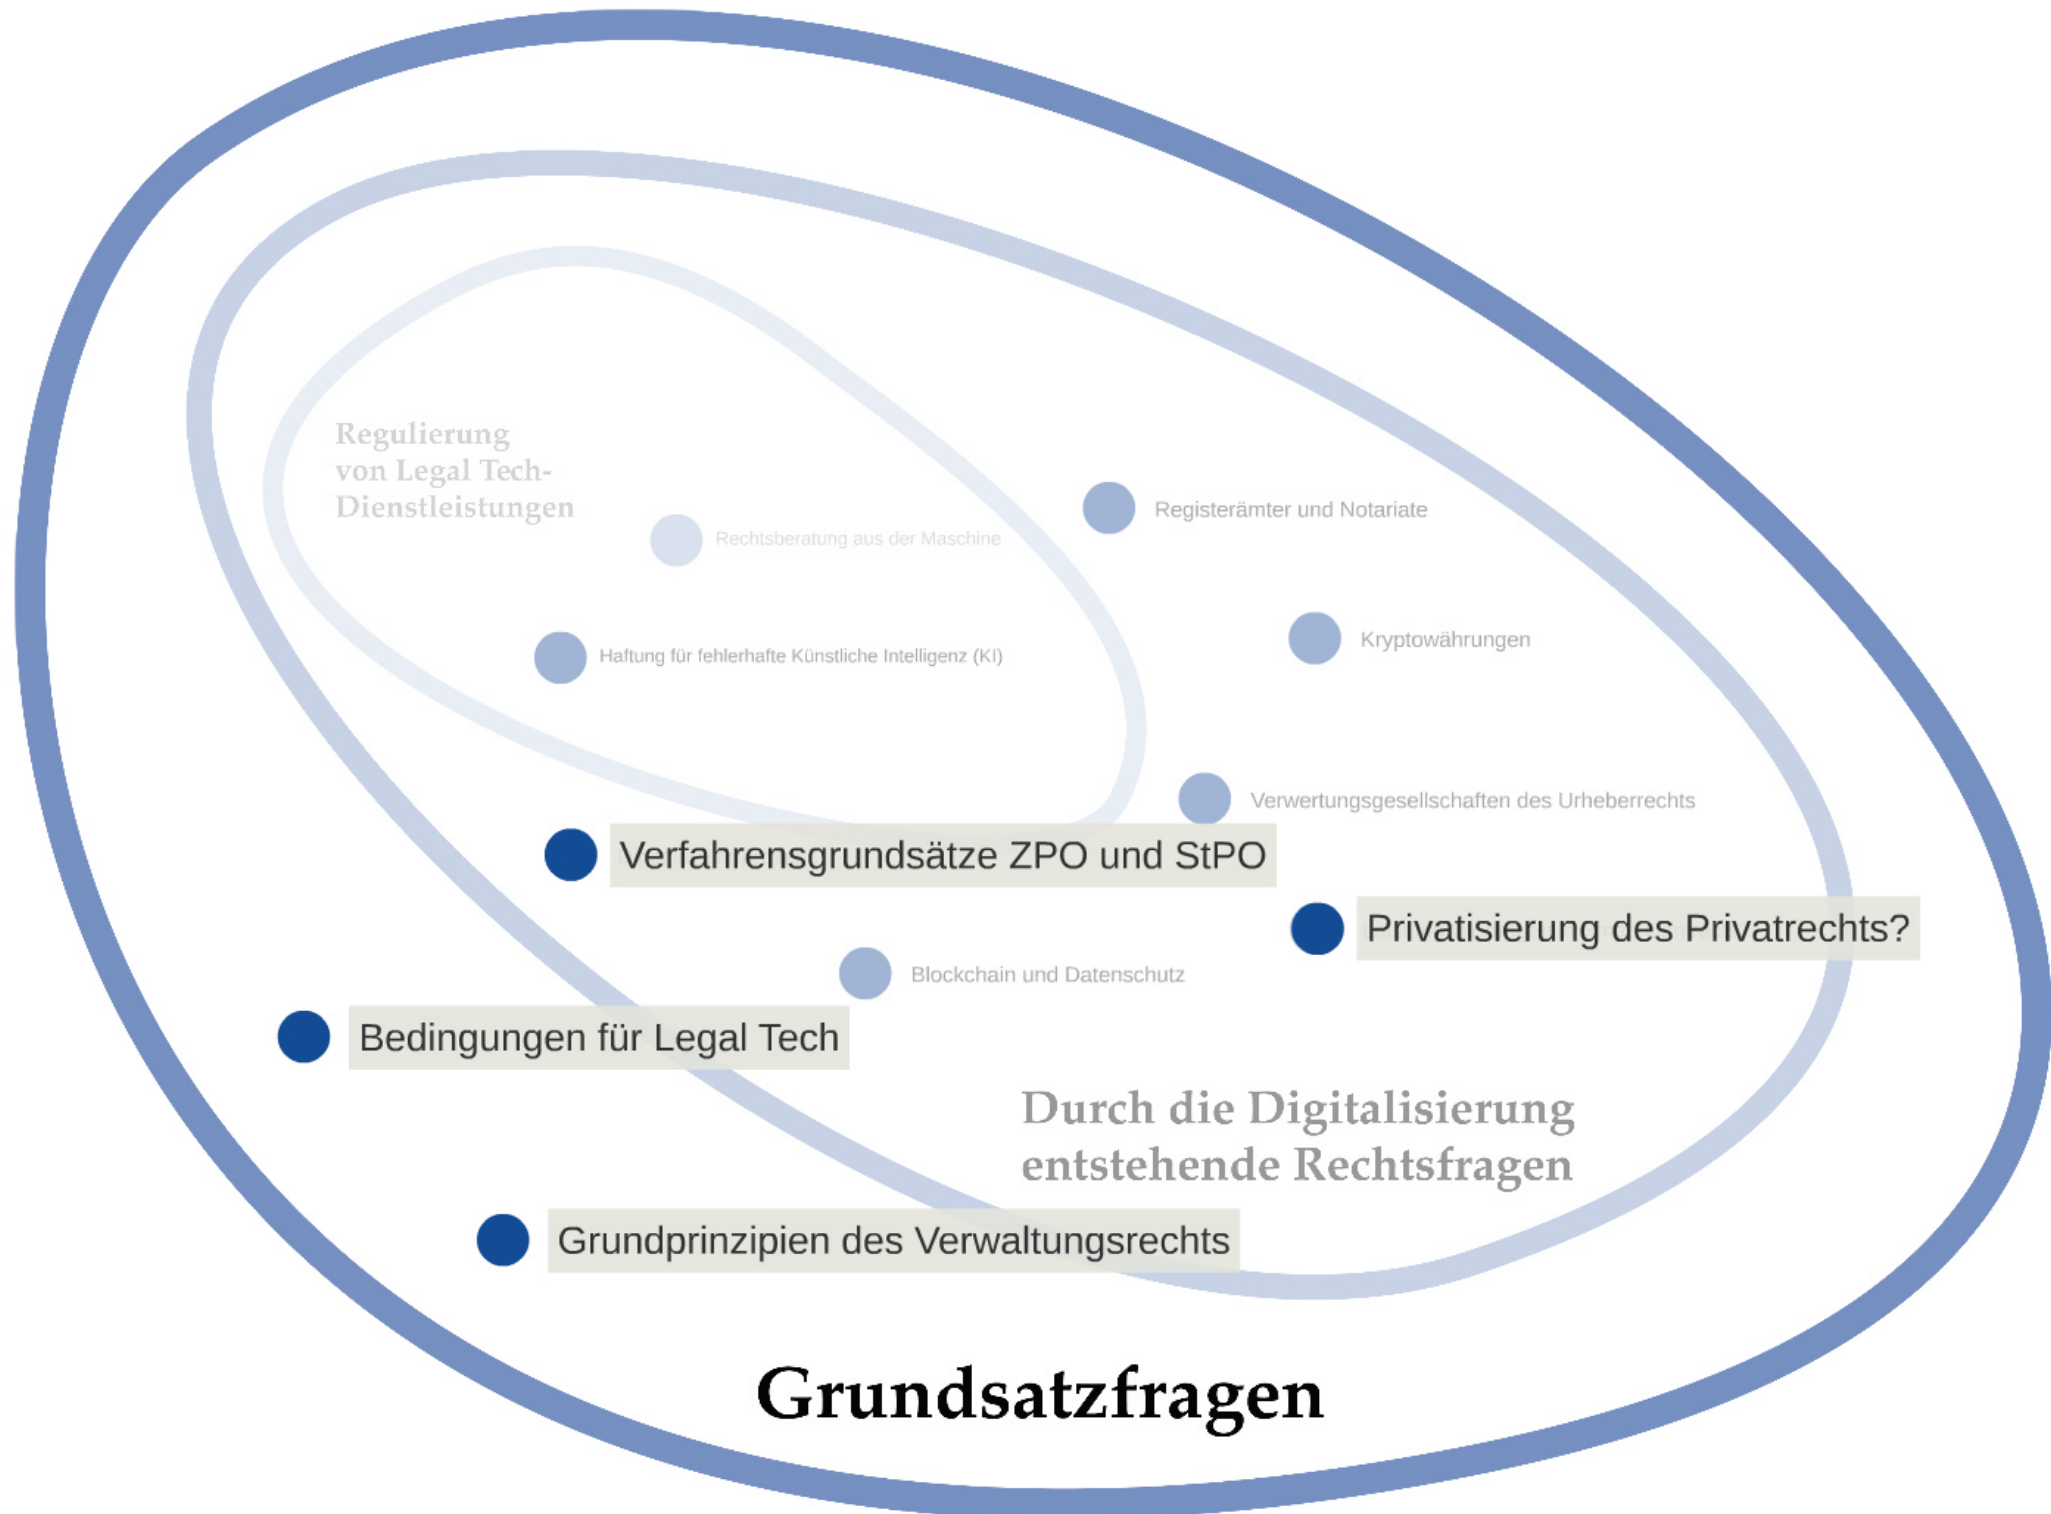 Regulierung
von Legal Tech-
Dienstleistungen
Registerämter und Notariate
Rechtsberatung aus der Maschine
Kryptowährungen
Haftung für fehlerhafte Künstliche Intelligenz (KI)
Verwertungsgesellschaften des Urheberrechts
Verfahrensgrundsätze ZPO und StPO
Privatisierung des Privatrechts?
Blockchain und Datenschutz
Bedingungen für Legal Tech
Durch die Digitalisierung
entstehende Rechtsfragen
Grundprinzipien des Verwaltungsrechts
Grundsatzfragen